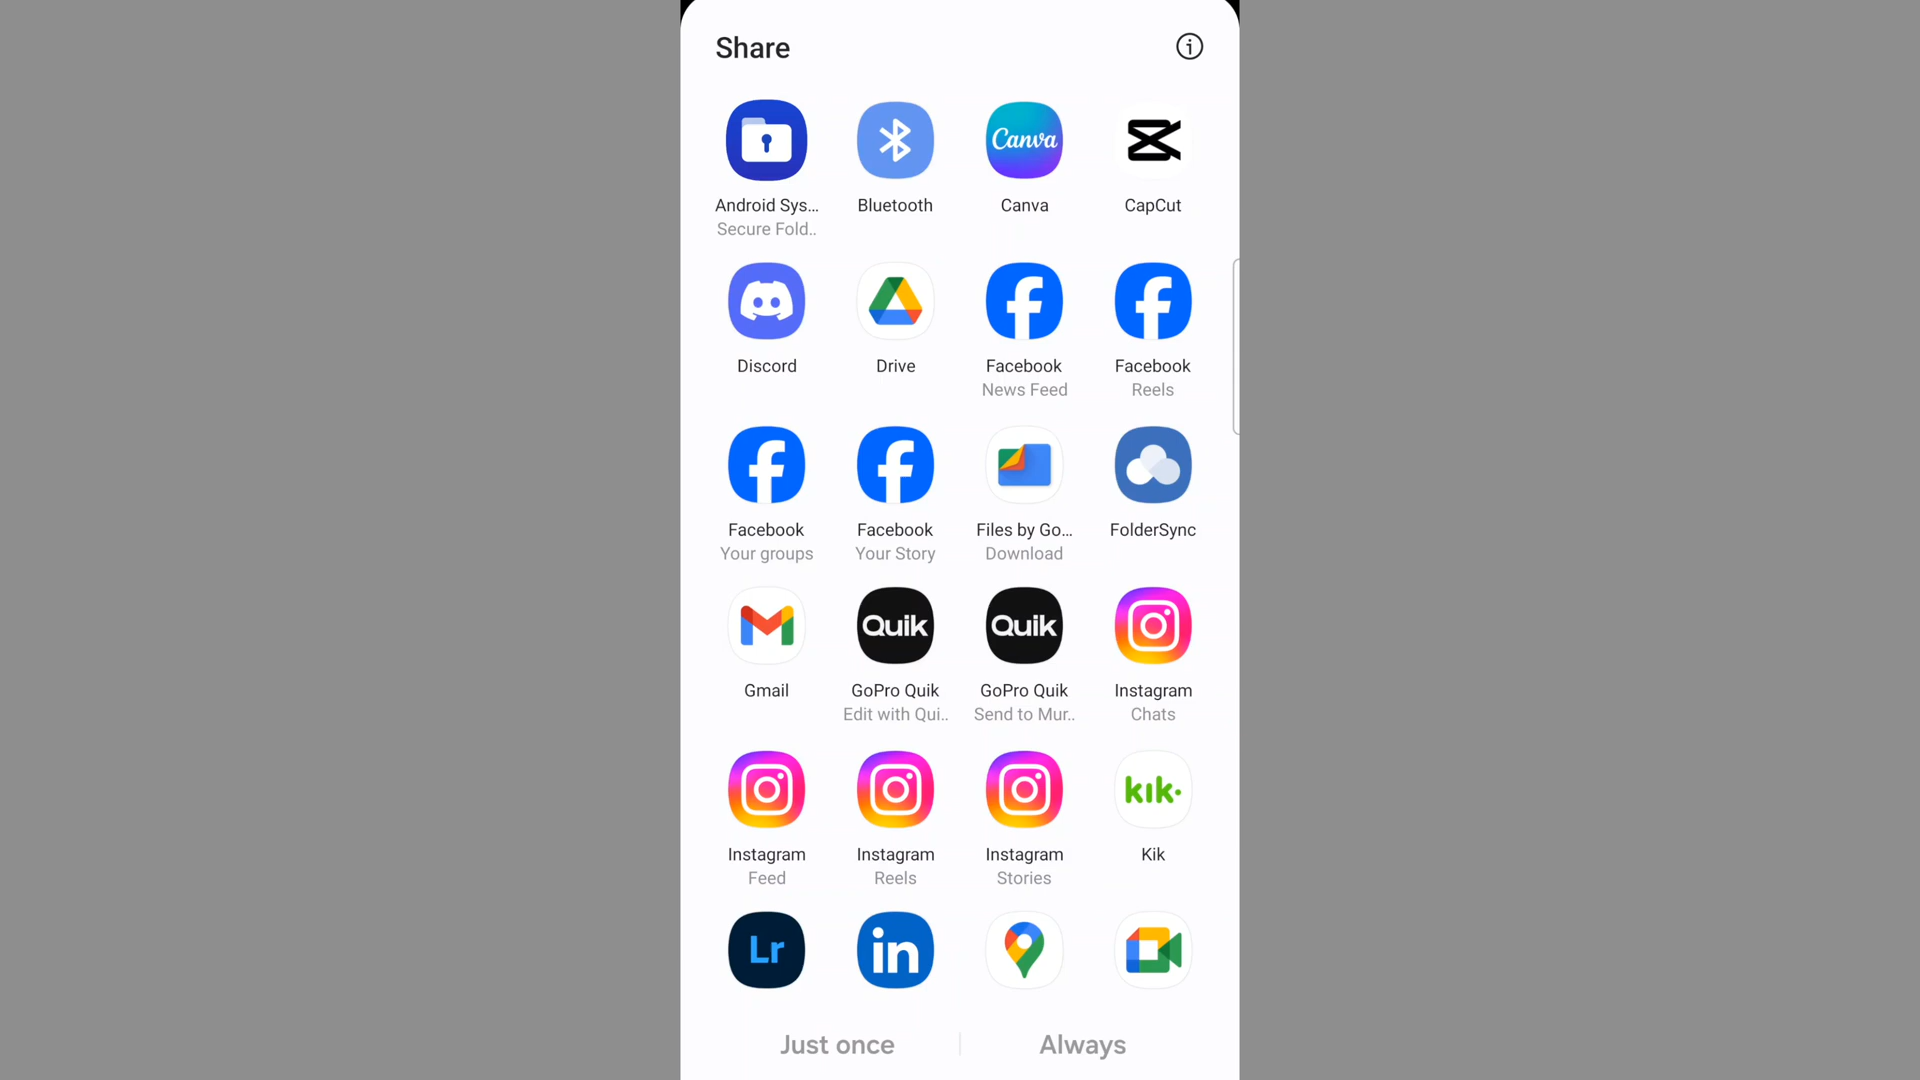 Share
Canva
Android Sys... Bluetooth Canva CapCut
Secure Fold..
Discord Drive Facebook Facebook
News Feed Reels
Facebook Facebook Files by Go... FolderSync
Your groups Your Story Download
Quik Quik
Gmail GoPro Quik GoPro Quik Instagram
Edit with Qui.. Send to Mur.. Chats
kik.
Instagram Instagram Instagram Kik
Feed Reels Stories
Lr in
Just once Always